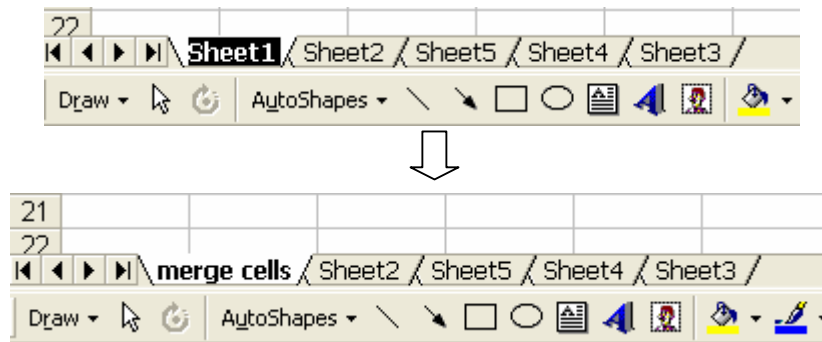 22
Sheet1 / Sheet2 / Sheet5 / Sheet4 / Sheet3 /
Draw AutoShapes
21
22
merge cells / Sheet2 / Sheet5 / Sheet4 / Sheet3 /
Draw AutoShapes